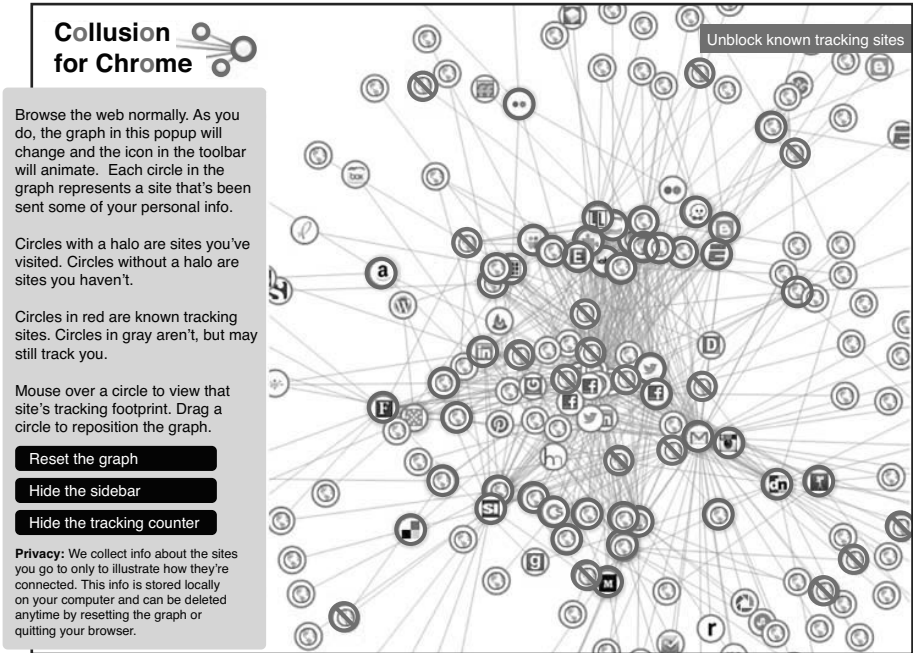 Collusion
for Chrome
Unblock known tracking sites
Browse the web normally. As you
do, the graph in this popup will
change and the icon in the toolbar
will animate. Each circle in the
graph represents a site that's been
sent some of your personal info.
Circles with a halo are sites you've
visited. Circles without a halo are
sites you haven't.
Circles in red are known tracking
sites. Circles in gray aren't, but may
still track you.
Mouse over a circle to view that
site's tracking footprint. Drag a
circle to reposition the graph.
Reset the graph
Hide the sidebar
Hide the tracking counter
Privacy: We collect info about the sites
you go to only to illustrate how they're
connected. This info is stored locally
on your computer and can be deleted
anytime by resetting the graph or
quitting your browser.
box
a
E
in
D
F
SI
dn
g
M
r